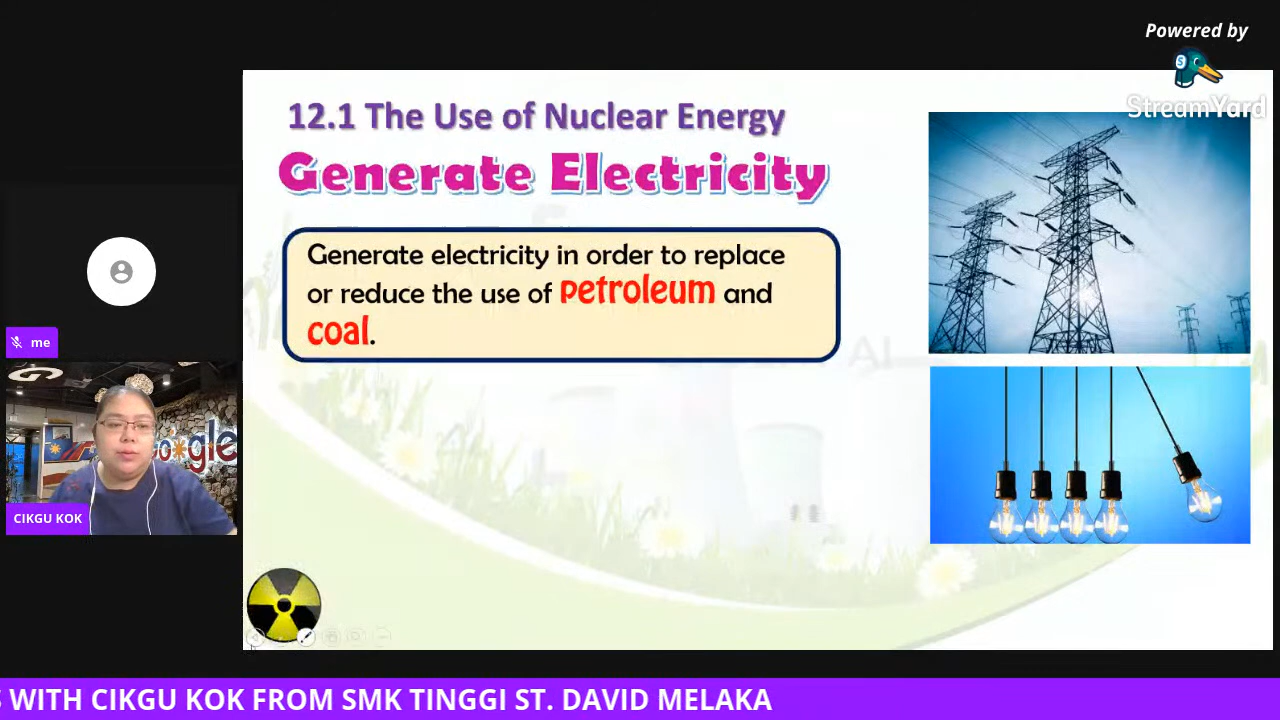 Powered by
StreamYard
12.1 The Use of Nuclear Energy
Generate Electricity
Generate electricity in order to replace
or reduce the use of petroleum and
coal.
me
Google
CIKGU KOK
WITH CIKGU KOK FROM SMK TINGGI ST. DAVID MELAKA